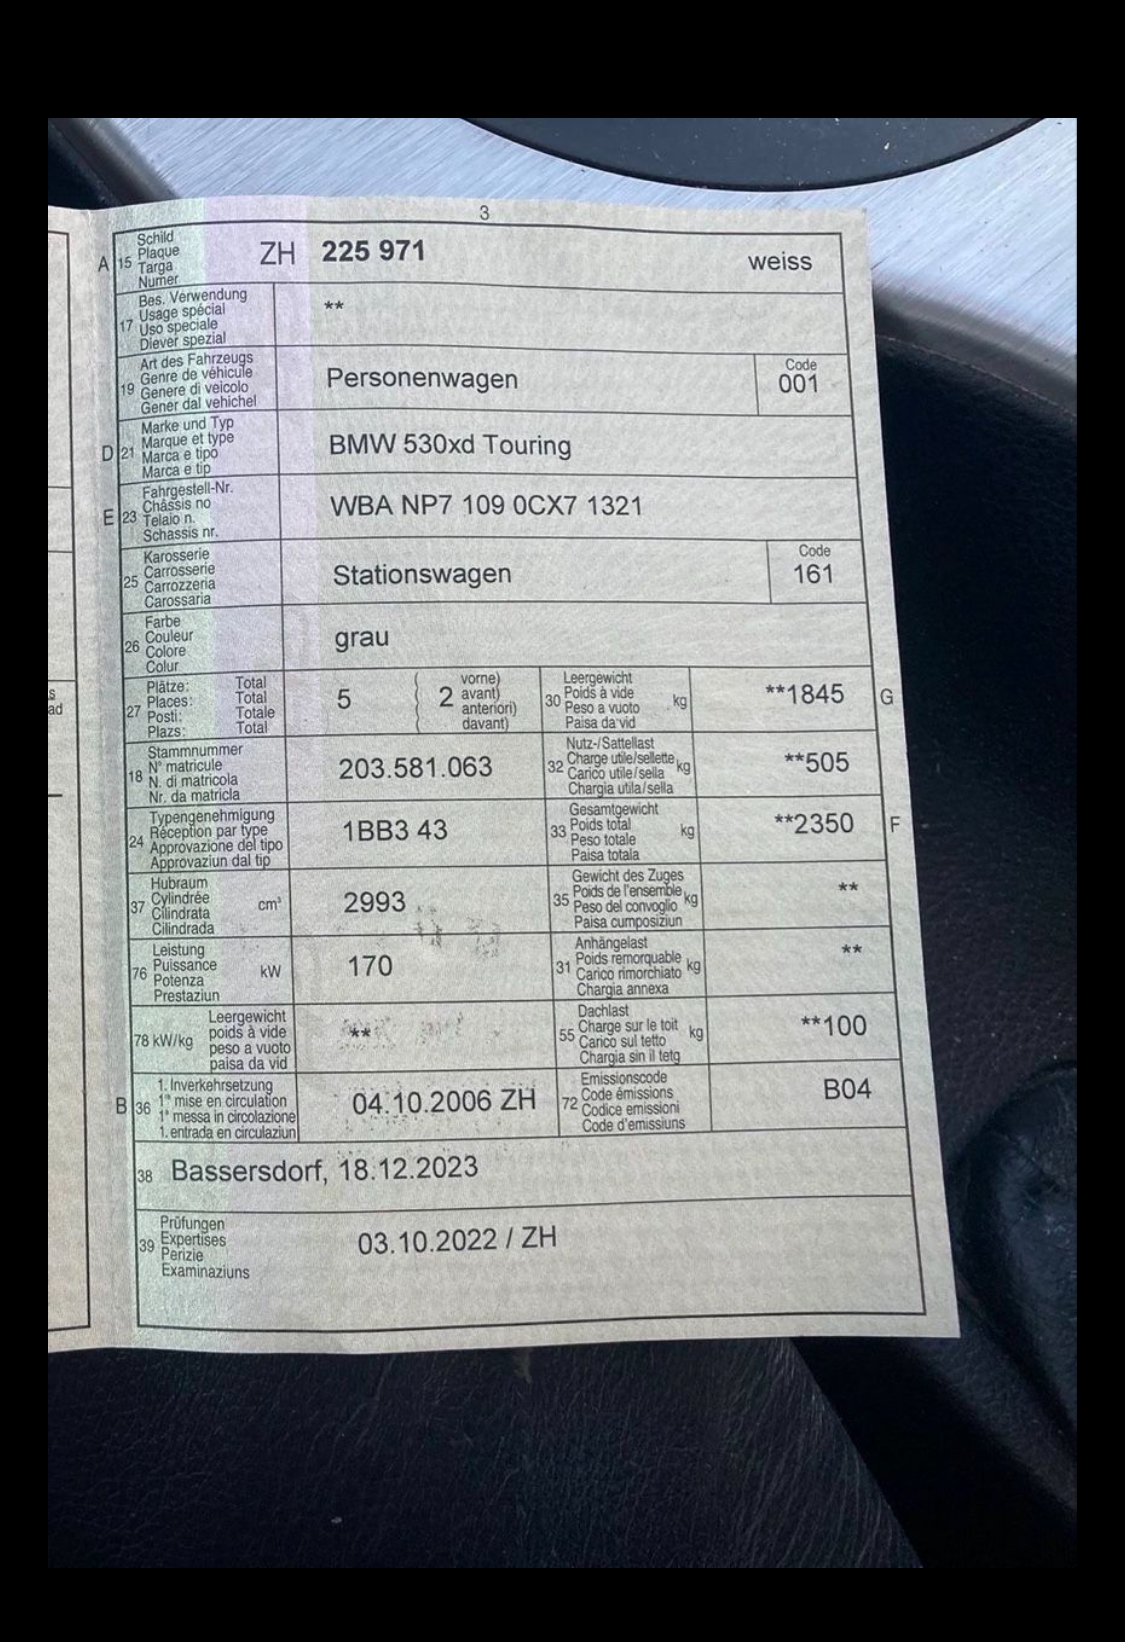 3
A 15 Schild
Plaque
Targa
Numer
ZH 225 971 weiss
17 Bes. Verwendung
Usage spécial
Uso speciale
Diever spezial
**
19 Art des Fahrzeugs
Genre de véhicule
Genere di veicolo
Gener dal vehichel
Personenwagen
Code
001
D 21 Marke und Typ
Marque et type
Marca e tipo
Marca e tip
BMW 530xd Touring
E 23 Fahrgestell-Nr.
Châssis no
Telaio n.
Schassis nr.
WBA NP7 109 0CX7 1321
25 Karosserie
Carrosserie
Carrozzeria
Carossaria
Stationswagen
Code
161
26 Farbe
Couleur
Colore
Colur
grau
27 Plätze: Total
Places: Total
Posti: Totale
Plazs: Total
5
2 vorne)
avant)
anteriori)
davant)
30 Leergewicht
Poids à vide
Peso a vuoto
Paisa da vid
kg
**1845 G
18 Stammnummer
N° matricule
N. di matricola
Nr. da matricla
203.581.063
32 Nutz-/Sattellast
Charge utile/sellette
Carico utile/sella
Chargia utila/sella
kg
**505
24 Typengenehmigung
Réception par type
Approvazione del tipo
Approvaziun dal tip
1BB3 43
33 Gesamtgewicht
Poids total
Peso totale
Paisa totala
kg
**2350 F
37 Hubraum
Cylindrée
Cilindrata
Cilindrada
cm³
2993
35 Gewicht des Zuges
Poids de l'ensemble
Peso del convoglio
Paisa cumposiziun
kg
**
76 Leistung
Puissance
Potenza
Prestaziun
kW
170
31 Anhängelast
Poids remorquable
Carico rimorchiato
Chargia annexa
kg
**
78 kW/kg
Leergewicht
poids à vide
peso a vuoto
paisa da vid
**
55 Dachlast
Charge sur le toit
Carico sul tetto
Chargia sin il tetg
kg
**100
B 36 1. Inverkehrsetzung
1re mise en circulation
1a messa in circolazione
1. entrada en circulaziun
04.10.2006 ZH
72 Emissionscode
Code émissions
Codice emissioni
Code d'emissiuns
B04
38 Bassersdorf, 18.12.2023
39 Prüfungen
Expertises
Perizie
Examinaziuns
03.10.2022 / ZH
s
ad